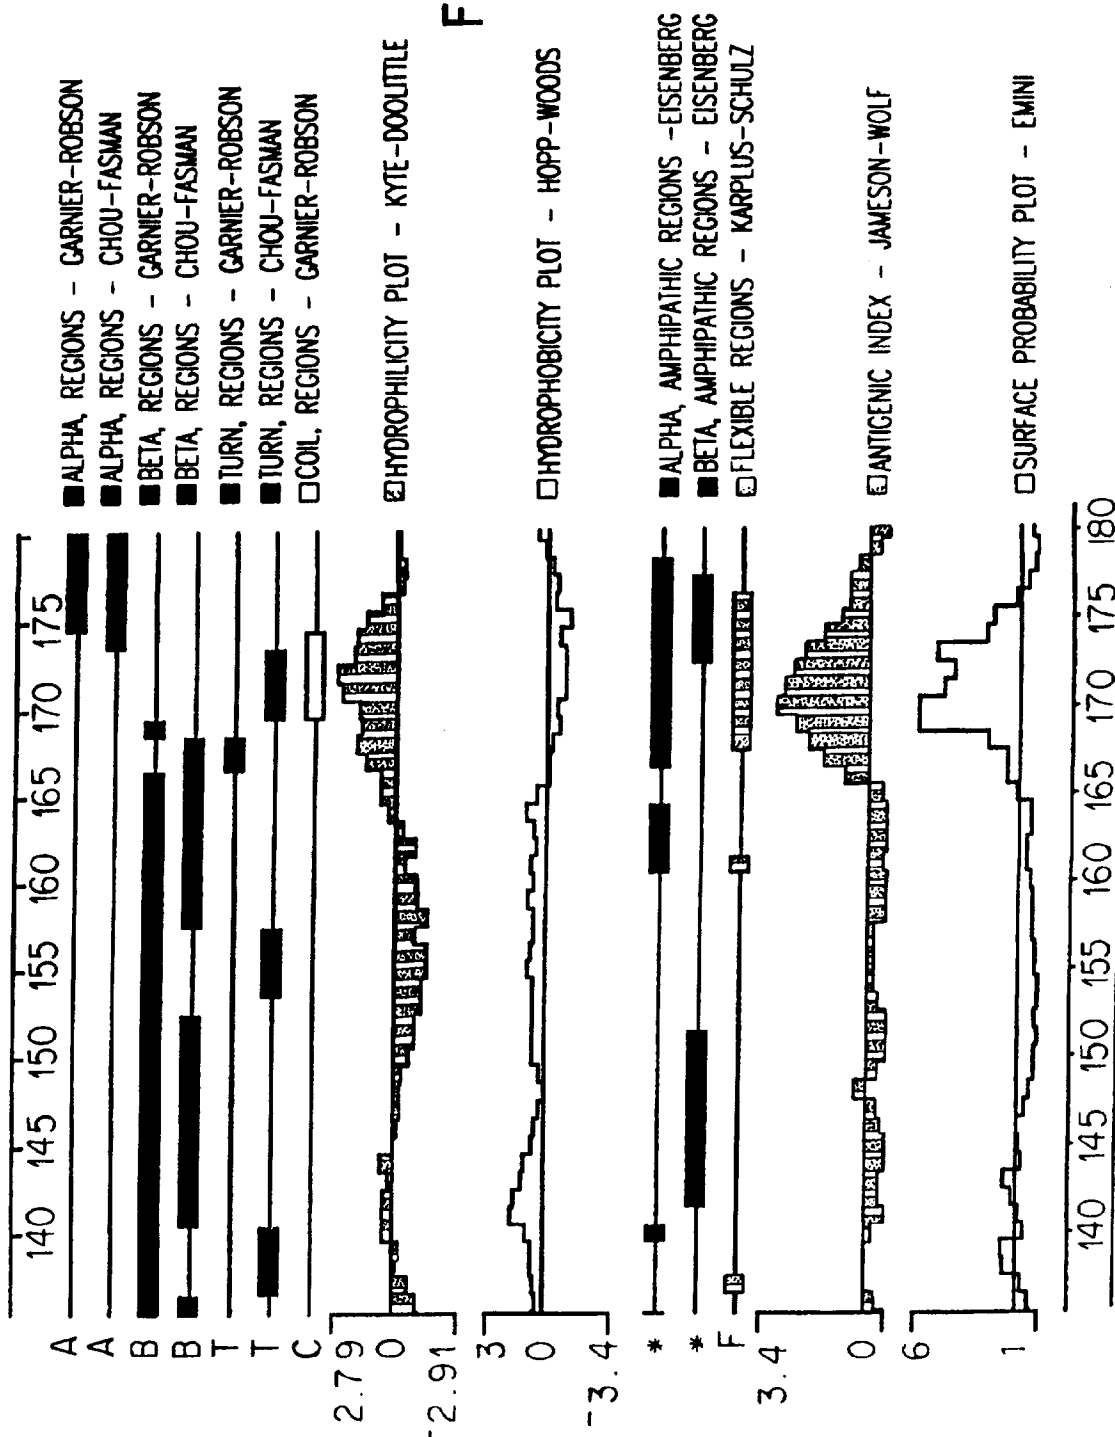 140 145 150 155 160 165 170 175
A ALPHA, REGIONS - GARNIER-ROBSON
A ALPHA, REGIONS - CHOU-FASMAN
B BETA, REGIONS - GARNIER-ROBSON
B BETA, REGIONS - CHOU-FASMAN
T TURN, REGIONS - GARNIER-ROBSON
T TURN, REGIONS - CHOU-FASMAN
C COIL, REGIONS - GARNIER-ROBSON
2.79
0 HYDROPHILICITY PLOT - KYTE-DOOLITTLE
-2.91
F
3
0 HYDROPHOBICITY PLOT - HOPP-WOODS
-3.4
* ALPHA, AMPHIPATHIC REGIONS -EISENBERG
* BETA, AMPHIPATHIC REGIONS - EISENBERG
F FLEXIBLE REGIONS - KARPLUS-SCHULZ
3.4
0 ANTIGENIC INDEX - JAMESON-WOLF
6
1 SURFACE PROBABILITY PLOT - EMINI
140 145 150 155 160 165 170 175 180